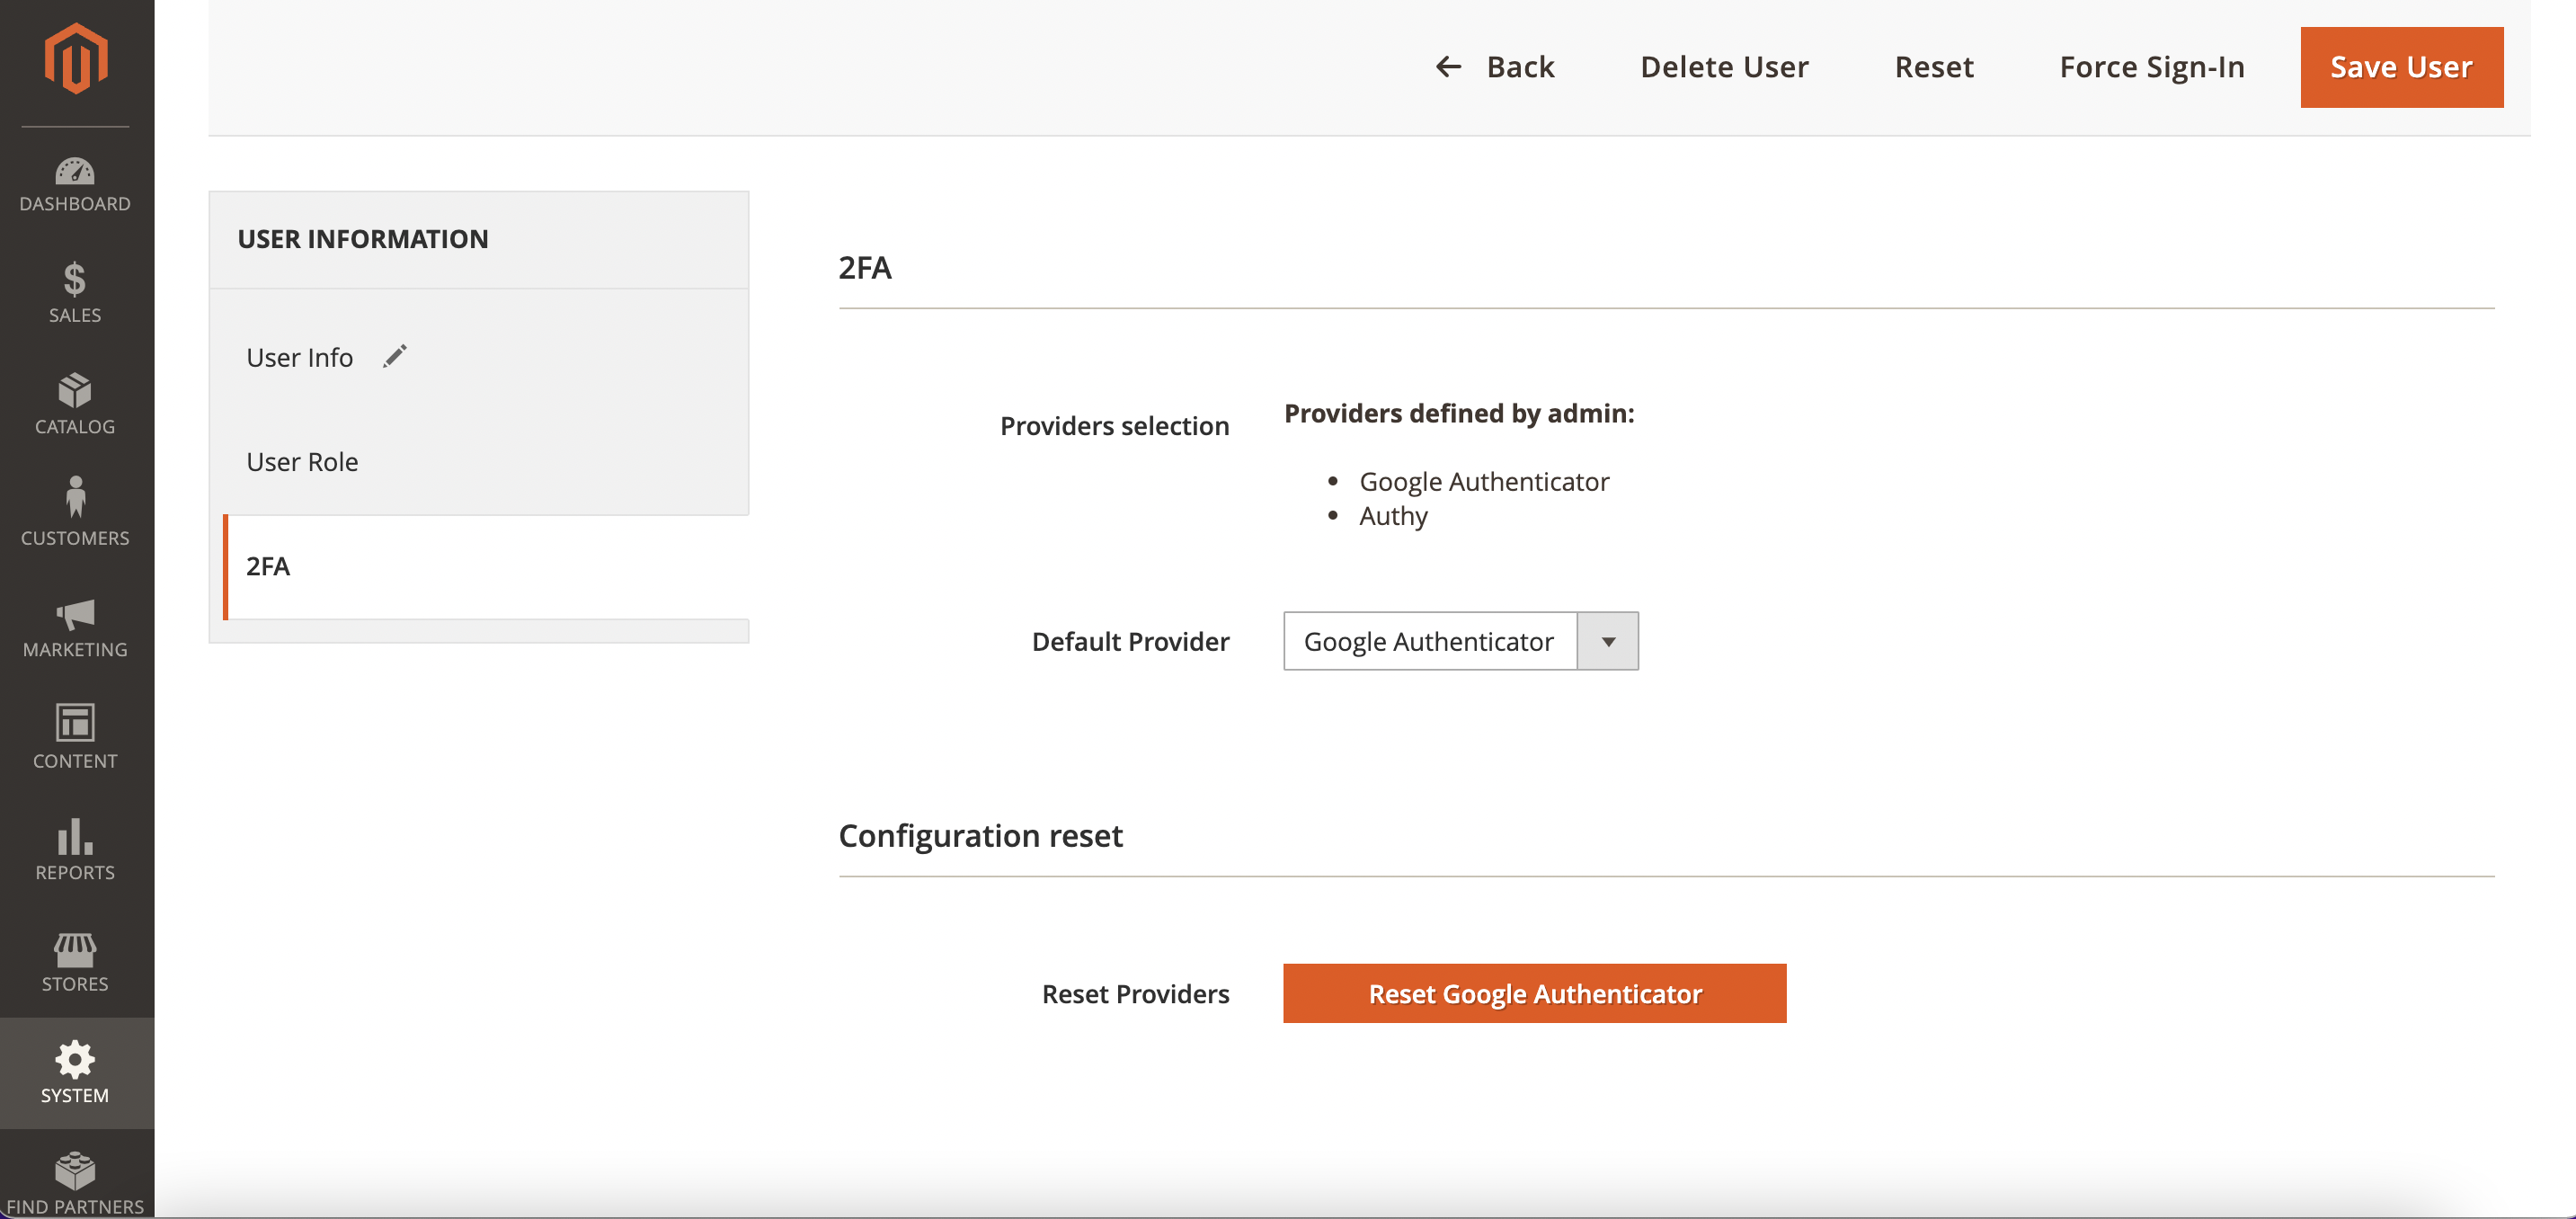 Back
Delete User
Reset
Force Sign-In
Save User
DASHBOARD
SALES
CATALOG
CUSTOMERS
MARKETING
CONTENT
REPORTS
STORES
SYSTEM
FIND PARTNERS
USER INFORMATION
User Info
User Role
2FA
2FA
Providers selection
Providers defined by admin:
Google Authenticator
Authy
Default Provider
Google Authenticator
Configuration reset
Reset Providers
Reset Google Authenticator